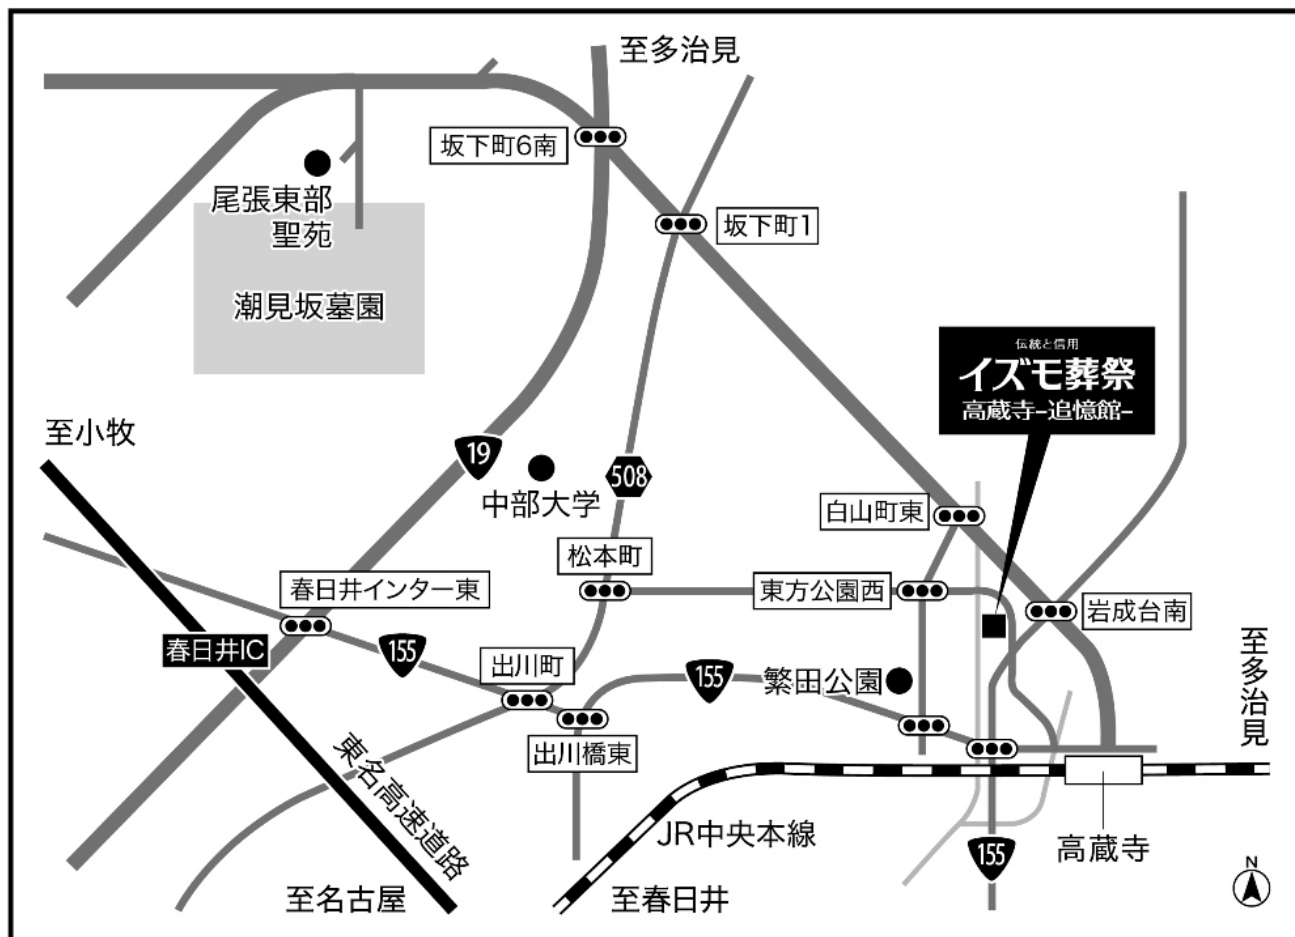 至多治見
坂下町6南
尾張東部
聖苑
坂下町1
潮見坂墓園
伝統と信用
イズモ葬祭
高蔵寺-追憶館-
至小牧
19
508
中部大学
白山町東
松本町
春日井インター東
東方公園西
岩成台南
春日井IC
155
出川町
155
繁田公園
至多治見
出川橋東
東名高速道路
JR中央本線
155
高蔵寺
至名古屋
至春日井
N